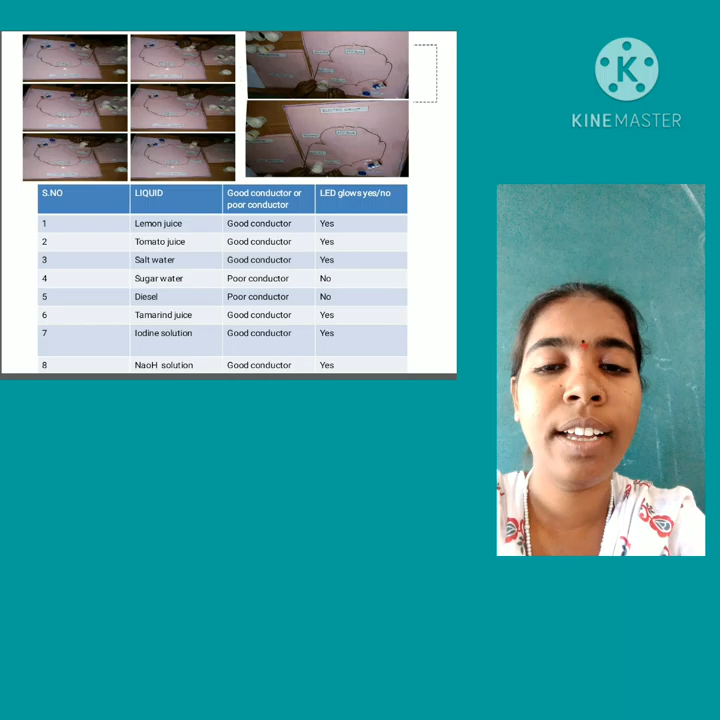 KINEMASTER
S.NO LIQUID Good conductor or poor conductor LED glows yes/no
1 Lemon juice Good conductor Yes
2 Tomato juice Good conductor Yes
3 Salt water Good conductor Yes
4 Sugar water Poor conductor No
5 Diesel Poor conductor No
6 Tamarind juice Good conductor Yes
7 Iodine solution Good conductor Yes
8 NaoH solution Good conductor Yes